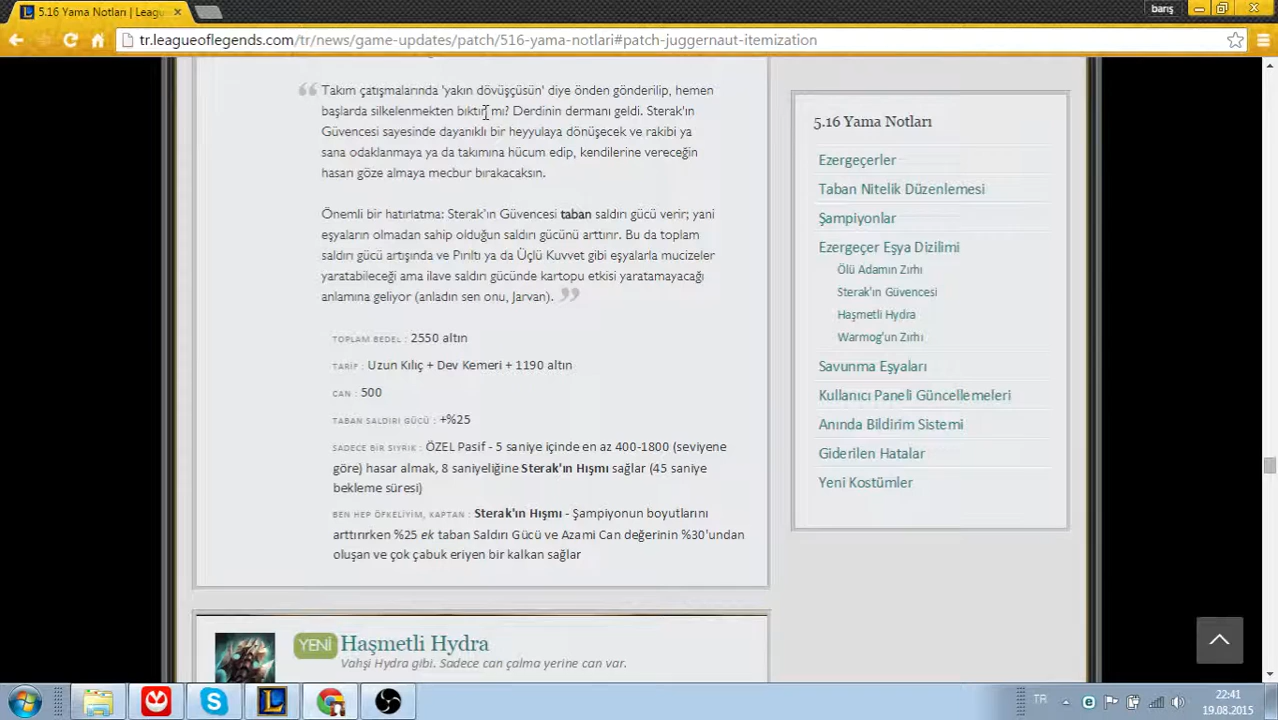 5.16 Yama Notları | Leagu
barış
tr.leagueoflegends.com/tr/news/game-updates/patch/516-yama-notlari#patch-juggernaut-itemization
Takım çatışmalarında 'yakın dövüşçüsün' diye önden gönderilip, hemen
başlarda silkelenmekten bıktın mı? Derdinin dermanı geldi. Sterak'ın
Güvencesi sayesinde dayanıklı bir heyyulaya dönüşecek ve rakibi ya
sana odaklanmaya ya da takımına hücum edip, kendilerine vereceğin
hasarı göze almaya mecbur bırakacaksın.
Önemli bir hatırlatma: Sterak'ın Güvencesi taban saldırı gücü verir; yani
eşyaların olmadan sahip olduğun saldırı gücünü arttırır. Bu da toplam
saldırı gücü artışında ve Pırıltı ya da Üçlü Kuvvet gibi eşyalarla mucizeler
yaratabileceği ama ilave saldırı gücünde kartopu etkisi yaratamayacağı
anlamına geliyor (anladın sen onu, Jarvan).
TOPLAM BEDEL : 2550 altın
TARİF : Uzun Kılıç + Dev Kemeri + 1190 altın
CAN : 500
TABAN SALDIRI GÜCÜ : +%25
SADECE BİR SIYRIK : ÖZEL Pasif - 5 saniye içinde en az 400-1800 (seviyene
göre) hasar almak, 8 saniyeliğine Sterak'ın Hışmı sağlar (45 saniye
bekleme süresi)
BEN HEP ÖFKELİYİM, KAPTAN : Sterak'ın Hışmı - Şampiyonun boyutlarını
arttırırken %25 ek taban Saldırı Gücü ve Azami Can değerinin %30'undan
oluşan ve çok çabuk eriyen bir kalkan sağlar
YENİ Haşmetli Hydra
Vahşi Hydra gibi. Sadece can çalma yerine can var.
5.16 Yama Notları
Ezergeçerler
Taban Nitelik Düzenlemesi
Şampiyonlar
Ezergeçer Eşya Dizilimi
Ölü Adamın Zırhı
Sterak'ın Güvencesi
Haşmetli Hydra
Warmog'un Zırhı
Savunma Eşyaları
Kullanıcı Paneli Güncellemeleri
Anında Bildirim Sistemi
Giderilen Hatalar
Yeni Kostümler
TR
22:41
19.08.2015